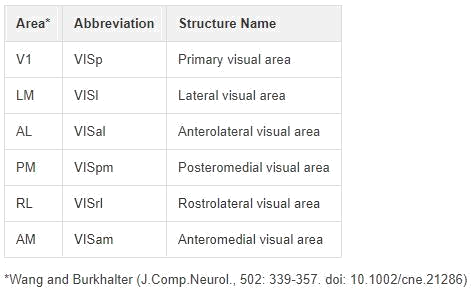 Area* Abbreviation Structure Name
V1 VISp Primary visual area
LM VISl Lateral visual area
AL VISal Anterolateral visual area
PM VISpm Posteromedial visual area
RL VISrl Rostrolateral visual area
AM VISam Anteromedial visual area
*Wang and Burkhalter (J.Comp.Neurol., 502: 339-357. doi: 10.1002/cne.21286)